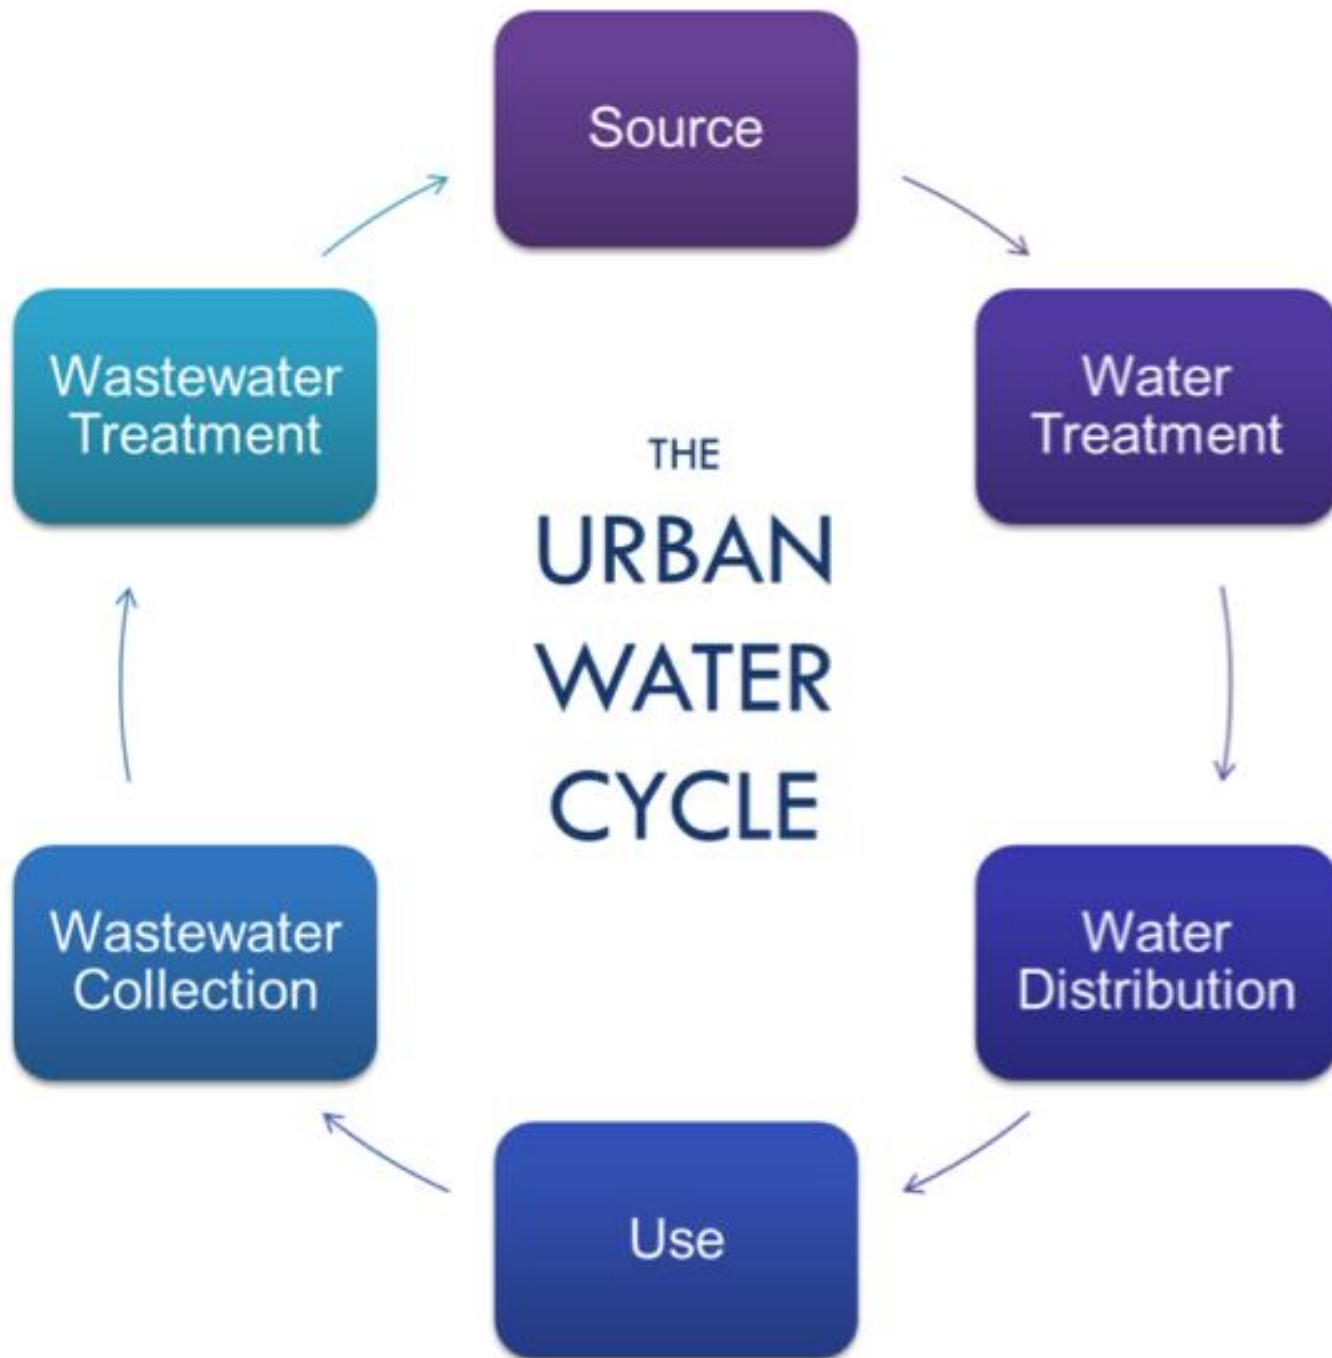 Source
Water
Treatment
Water
Distribution
Use
Wastewater
Collection
Wastewater
Treatment
THE
URBAN
WATER
CYCLE